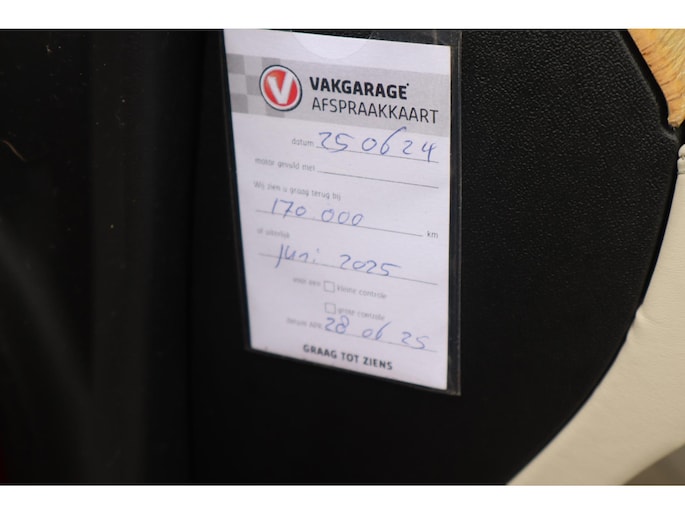 V
VAKGARAGE
AFSPRAAKKAART
datum 25 06 24
motor gevuld met
Wij zien u graag terug bij
170 000 km
of uiterlijk
Juni 2025
voor een kleine controle
grote controle
datum APK 28 06 25
GRAAG TOT ZIENS